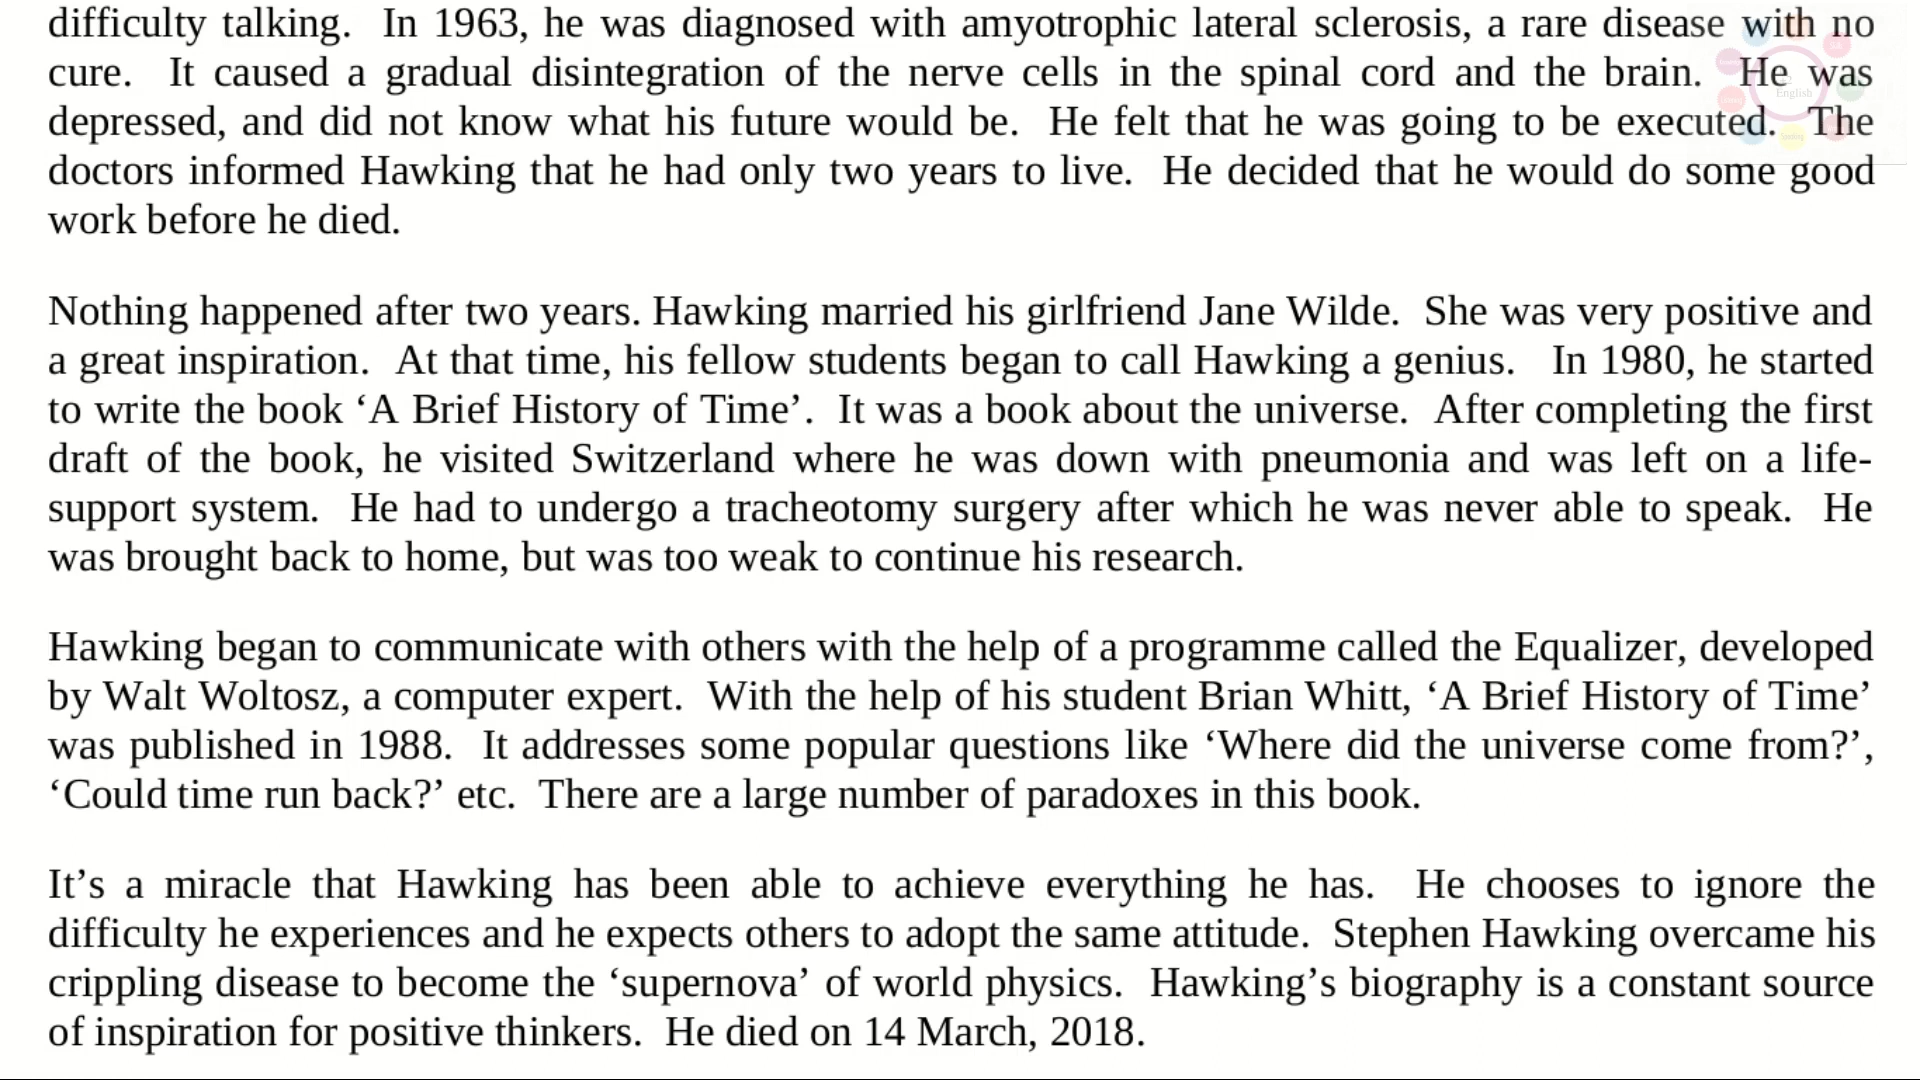 difficulty talking. In 1963, he was diagnosed with amyotrophic lateral sclerosis, a rare disease with no
cure. It caused a gradual disintegration of the nerve cells in the spinal cord and the brain. He was
depressed, and did not know what his future would be. He felt that he was going to be executed. The
doctors informed Hawking that he had only two years to live. He decided that he would do some good
work before he died.
Nothing happened after two years. Hawking married his girlfriend Jane Wilde. She was very positive and
a great inspiration. At that time, his fellow students began to call Hawking a genius. In 1980, he started
to write the book ‘A Brief History of Time’. It was a book about the universe. After completing the first
draft of the book, he visited Switzerland where he was down with pneumonia and was left on a life-
support system. He had to undergo a tracheotomy surgery after which he was never able to speak. He
was brought back to home, but was too weak to continue his research.
Hawking began to communicate with others with the help of a programme called the Equalizer, developed
by Walt Woltosz, a computer expert. With the help of his student Brian Whitt, ‘A Brief History of Time’
was published in 1988. It addresses some popular questions like ‘Where did the universe come from?’,
‘Could time run back?’ etc. There are a large number of paradoxes in this book.
It’s a miracle that Hawking has been able to achieve everything he has. He chooses to ignore the
difficulty he experiences and he expects others to adopt the same attitude. Stephen Hawking overcame his
crippling disease to become the ‘supernova’ of world physics. Hawking’s biography is a constant source
of inspiration for positive thinkers. He died on 14 March, 2018.
English